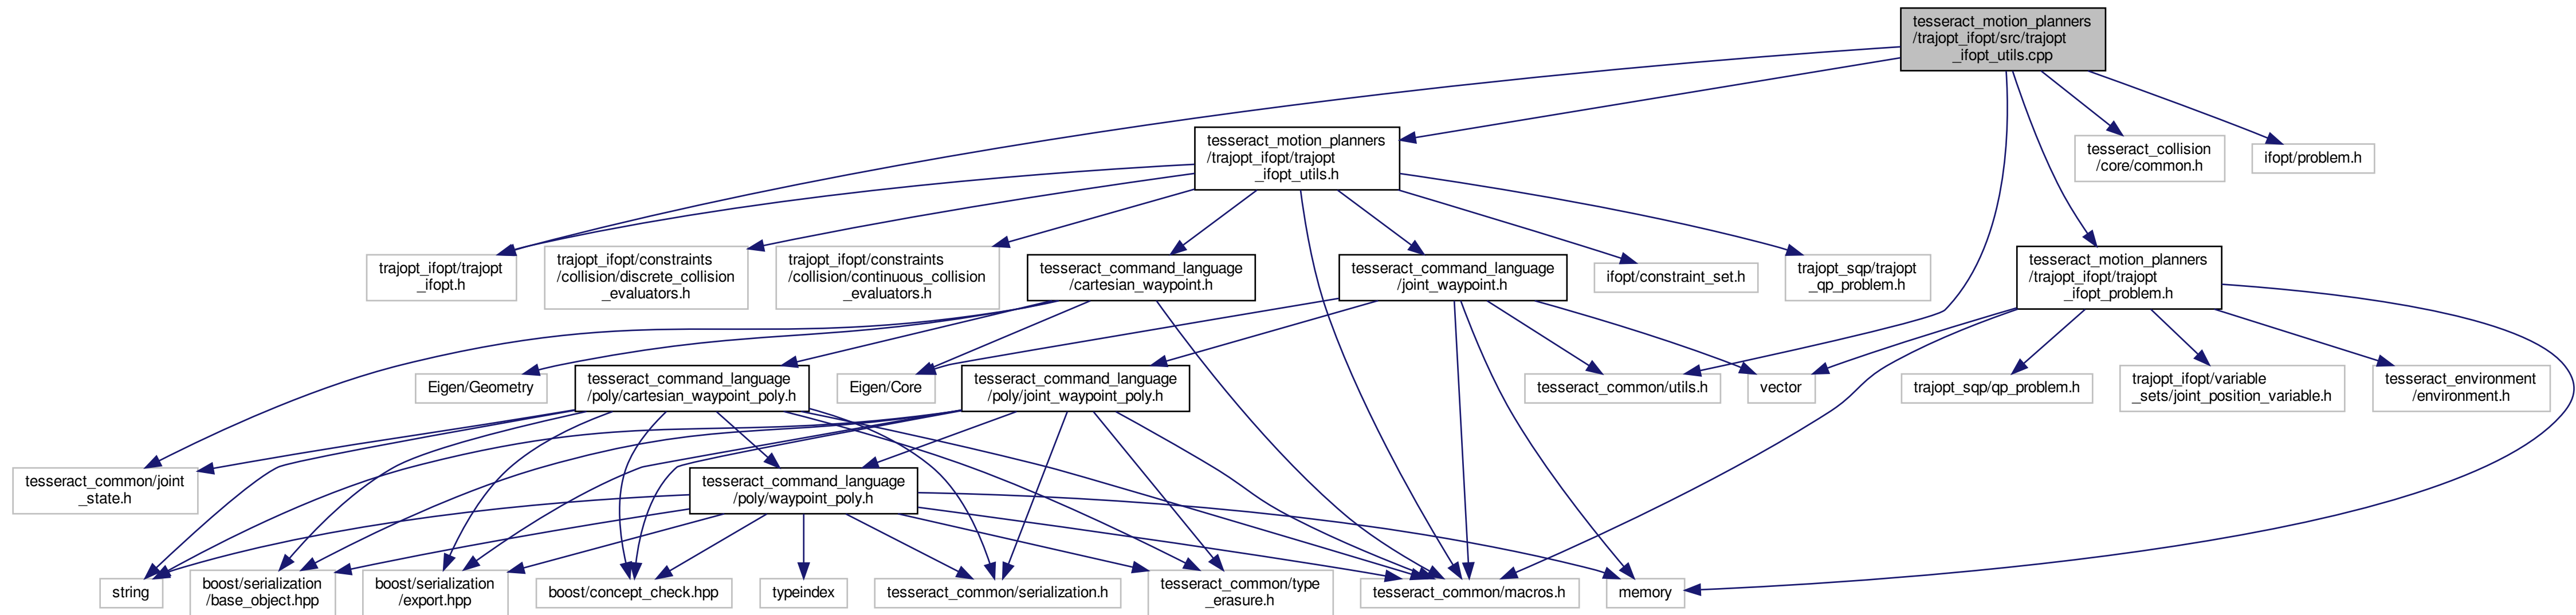 tesseract_motion_planners
/trajopt_ifopt/src/trajopt
_ifopt_utils.cpp
tesseract_motion_planners
/trajopt_ifopt/trajopt
_ifopt_utils.h
tesseract_collision
/core/common.h
ifopt/problem.h
trajopt_ifopt/trajopt
_ifopt.h
trajopt_ifopt/constraints
/collision/discrete_collision
_evaluators.h
trajopt_ifopt/constraints
/collision/continuous_collision
_evaluators.h
tesseract_command_language
/cartesian_waypoint.h
tesseract_command_language
/joint_waypoint.h
ifopt/constraint_set.h
trajopt_sqp/trajopt
_qp_problem.h
tesseract_motion_planners
/trajopt_ifopt/trajopt
_ifopt_problem.h
Eigen/Geometry
tesseract_command_language
/poly/cartesian_waypoint_poly.h
Eigen/Core
tesseract_command_language
/poly/joint_waypoint_poly.h
tesseract_common/utils.h
vector
trajopt_sqp/qp_problem.h
trajopt_ifopt/variable
_sets/joint_position_variable.h
tesseract_environment
/environment.h
tesseract_common/joint
_state.h
tesseract_command_language
/poly/waypoint_poly.h
string
boost/serialization
/base_object.hpp
boost/serialization
/export.hpp
boost/concept_check.hpp
typeindex
tesseract_common/serialization.h
tesseract_common/type
_erasure.h
tesseract_common/macros.h
memory